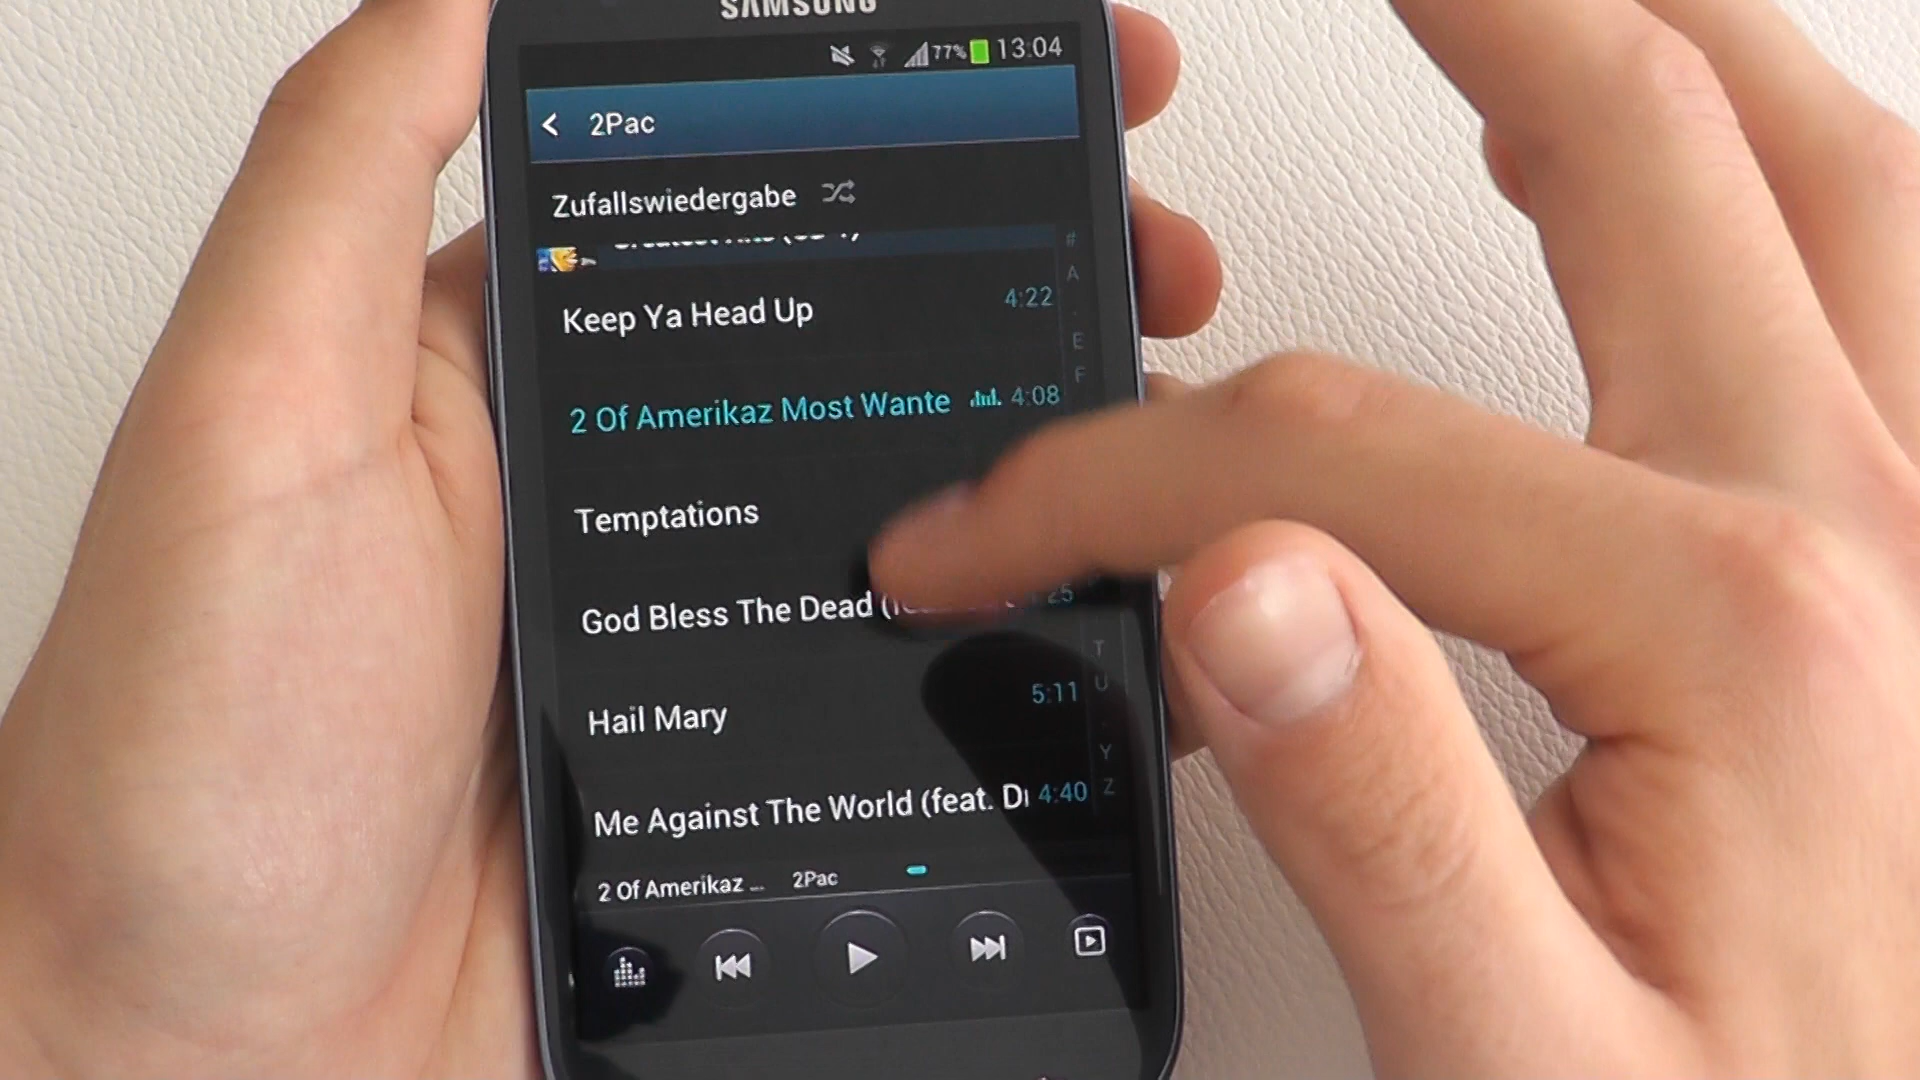 SAMSUNG
77% 13:04
2Pac
Zufallswiedergabe
#
A
Keep Ya Head Up 4:22
E
F
2 Of Amerikaz Most Wante 4:08
Temptations
God Bless The Dead ( 25
T
U
Hail Mary 5:11
Y
Z
Me Against The World (feat. Dr 4:40
2 Of Amerikaz ... 2Pac